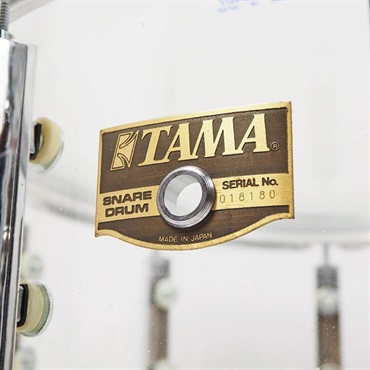 TAMA®
SNARE DRUM
SERIAL No.
018180
MADE IN JAPAN